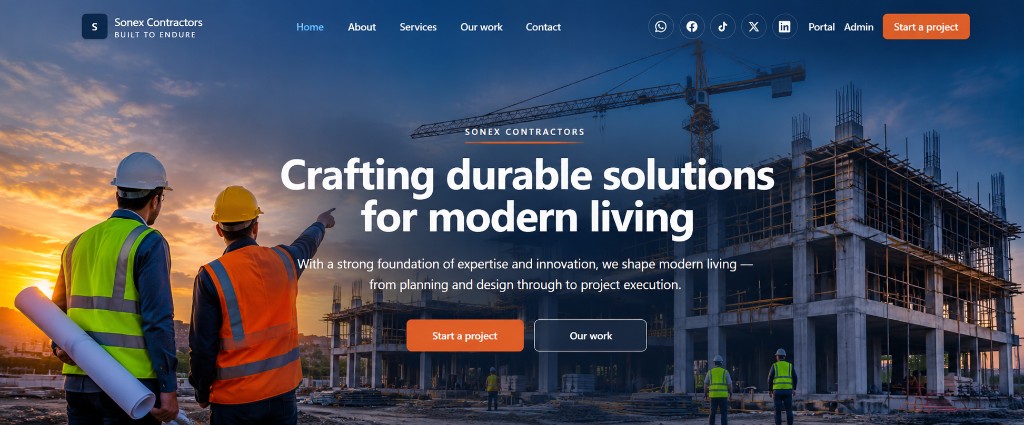 S
Sonex Contractors
BUILT TO ENDURE
Home About Services Our work Contact
Portal Admin Start a project
SONEX CONTRACTORS
Crafting durable solutions
for modern living
With a strong foundation of expertise and innovation, we shape modern living —
from planning and design through to project execution.
Start a project Our work